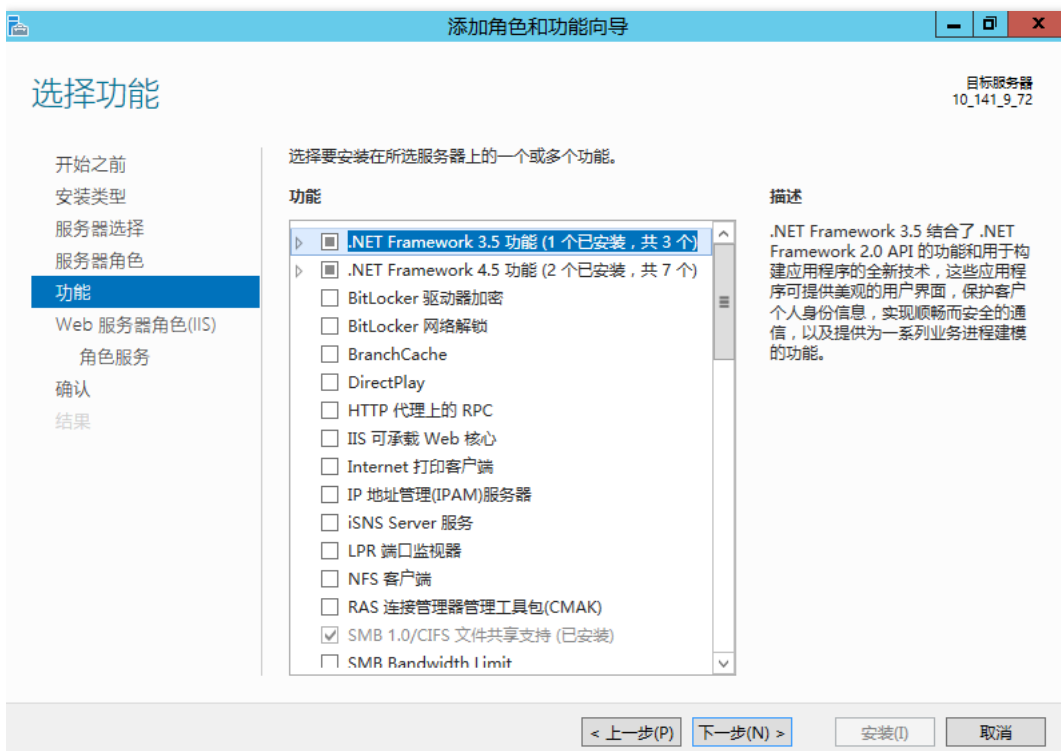 添加角色和功能向导
选择功能
目标服务器
10_141_9_72
开始之前
安装类型
服务器选择
服务器角色
功能
Web 服务器角色(IIS)
角色服务
确认
结果
选择要安装在所选服务器上的一个或多个功能。
功能
.NET Framework 3.5 功能 (1 个已安装，共 3 个)
.NET Framework 4.5 功能 (2 个已安装，共 7 个)
BitLocker 驱动器加密
BitLocker 网络解锁
BranchCache
DirectPlay
HTTP 代理上的 RPC
IIS 可承载 Web 核心
Internet 打印客户端
IP 地址管理(IPAM)服务器
iSNS Server 服务
LPR 端口监视器
NFS 客户端
RAS 连接管理器管理工具包(CMAK)
SMB 1.0/CIFS 文件共享支持 (已安装)
SMB Bandwidth Limit
描述
.NET Framework 3.5 结合了 .NET
Framework 2.0 API 的功能和用于构
建应用程序的全新技术，这些应用程
序可提供美观的用户界面，保护客户
个人身份信息，实现顺畅而安全的通
信，以及提供为一系列业务进程建模
的功能。
< 上一步(P)
下一步(N) >
安装(I)
取消